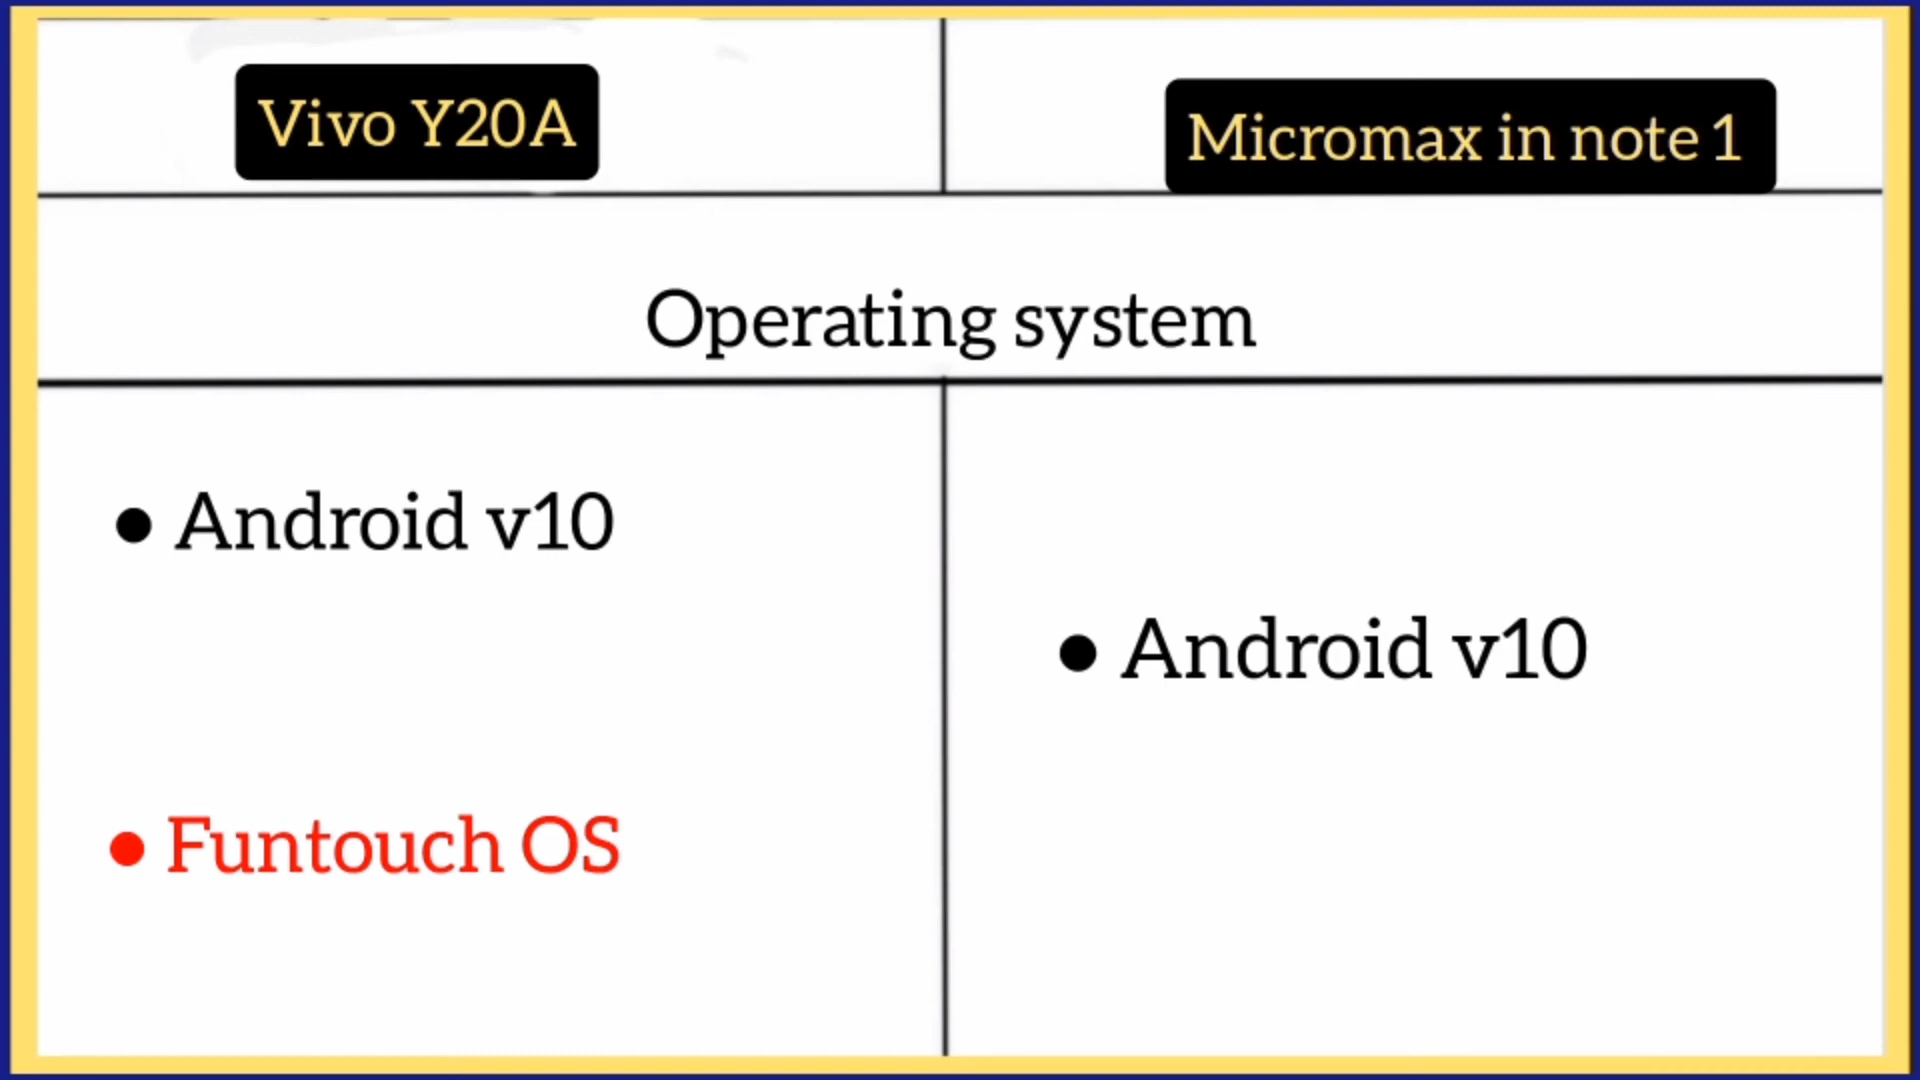 Vivo Y20A
Micromax in note 1
Operating system
• Android v10
• Android v10
• Funtouch OS